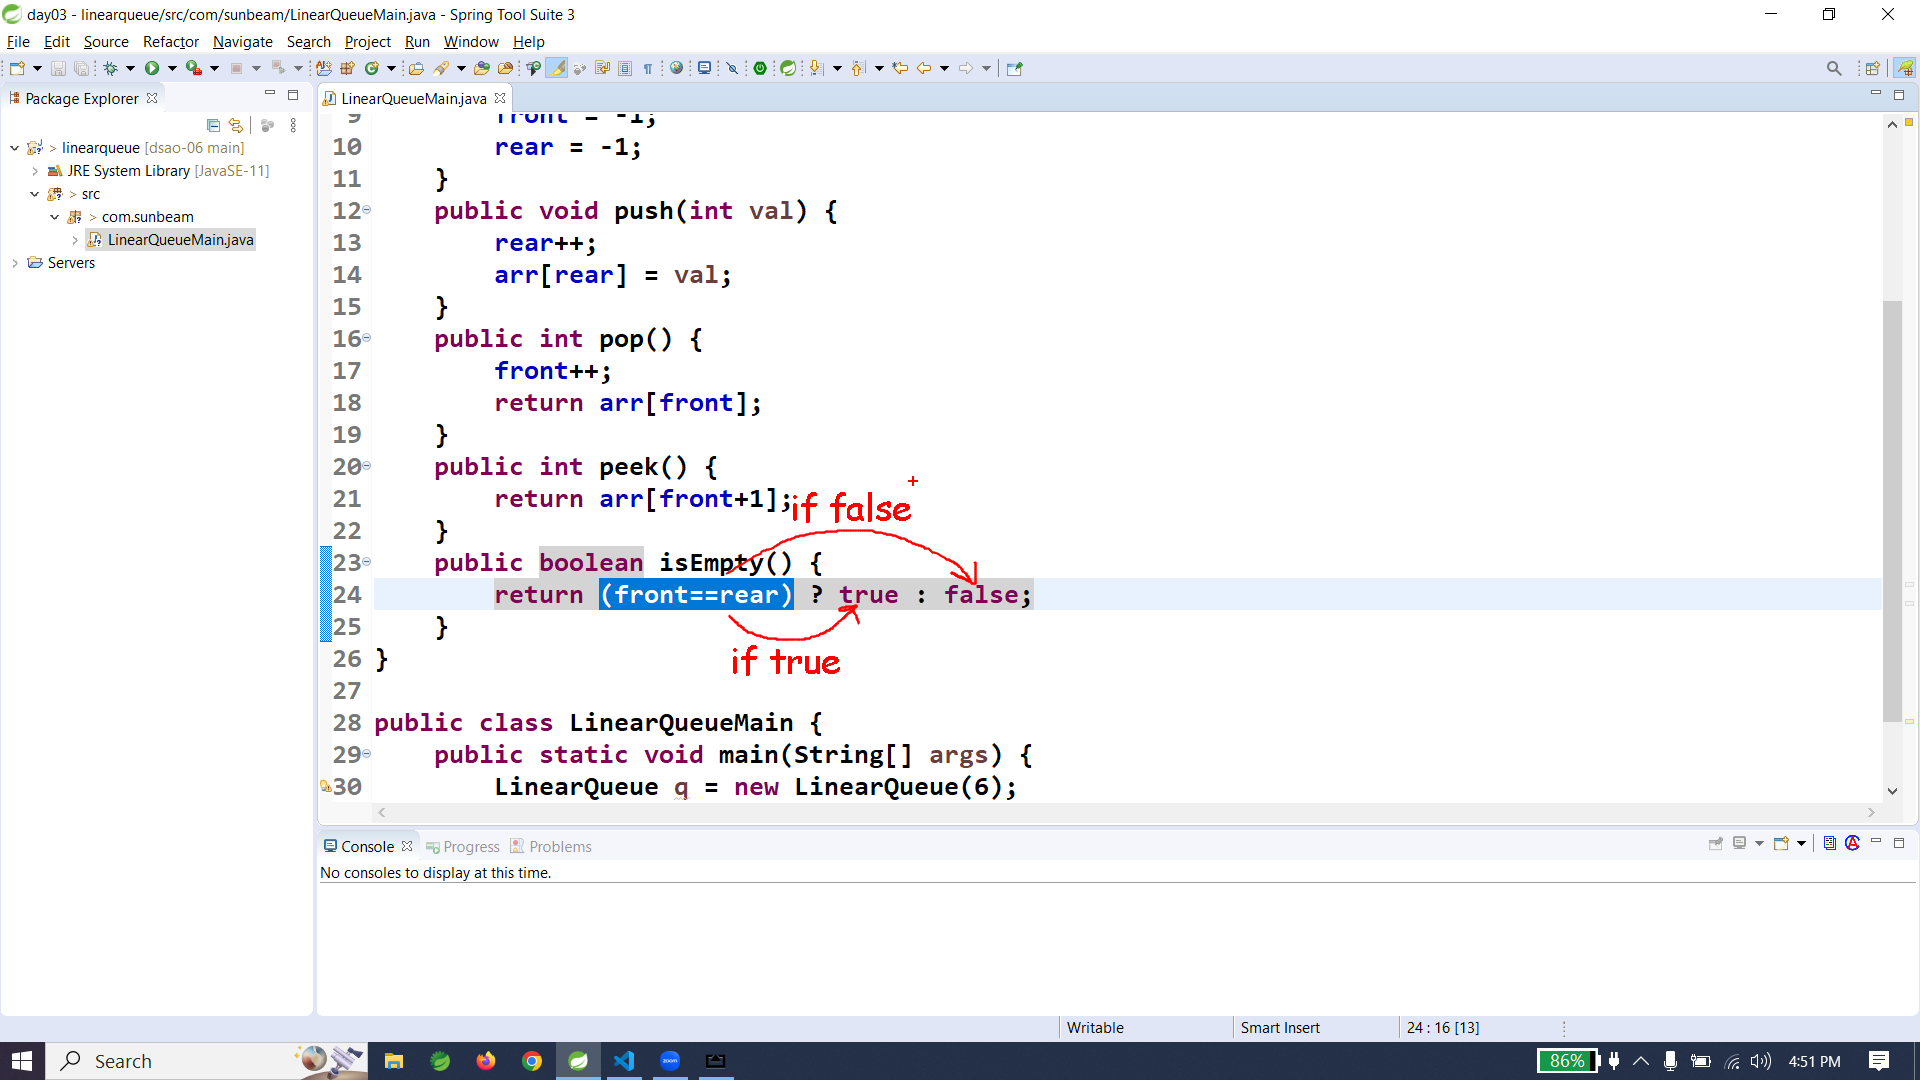 day03 - linearqueue/src/com/sunbeam/LinearQueueMain.java - Spring Tool Suite 3
File Edit Source Refactor Navigate Search Project Run Window Help
Package Explorer
> linearqueue [dsao-06 main]
JRE System Library [JavaSE-11]
> src
> com.sunbeam
LinearQueueMain.java
Servers
LinearQueueMain.java
9 front = -1;
10 rear = -1;
11 }
12 public void push(int val) {
13 rear++;
14 arr[rear] = val;
15 }
16 public int pop() {
17 front++;
18 return arr[front];
19 }
20 public int peek() {
21 return arr[front+1];
if false
22 }
23 public boolean isEmpty() {
24 return (front==rear) ? true : false;
25 }
if true
26 }
27
28 public class LinearQueueMain {
29 public static void main(String[] args) {
30 LinearQueue q = new LinearQueue(6);
Console Progress Problems
No consoles to display at this time.
Writable Smart Insert 24 : 16 [13]
Search
zoom
86% 4:51 PM